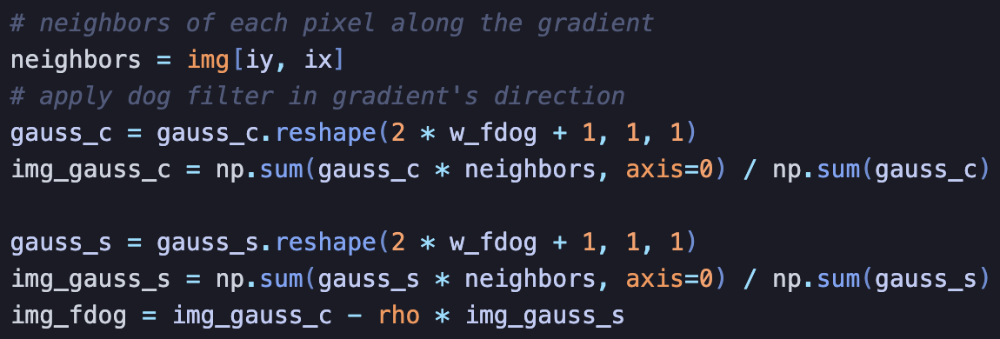 # neighbors of each pixel along the gradient
neighbors = img[iy, ix]
# apply dog filter in gradient's direction
gauss_c = gauss_c.reshape(2 * w_fdog + 1, 1, 1)
img_gauss_c = np.sum(gauss_c * neighbors, axis=0) / np.sum(gauss_c)
gauss_s = gauss_s.reshape(2 * w_fdog + 1, 1, 1)
img_gauss_s = np.sum(gauss_s * neighbors, axis=0) / np.sum(gauss_s)
img_fdog = img_gauss_c - rho * img_gauss_s